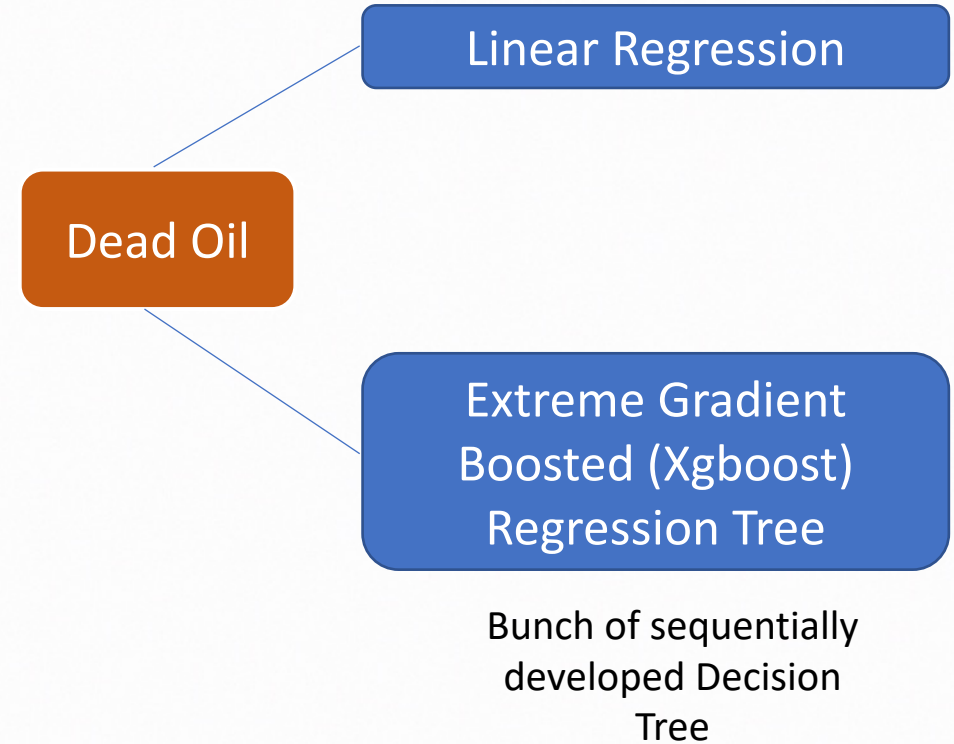 Linear Regression
Dead Oil
Extreme Gradient
Boosted (Xgboost)
Regression Tree
Bunch of sequentially
developed Decision
Tree